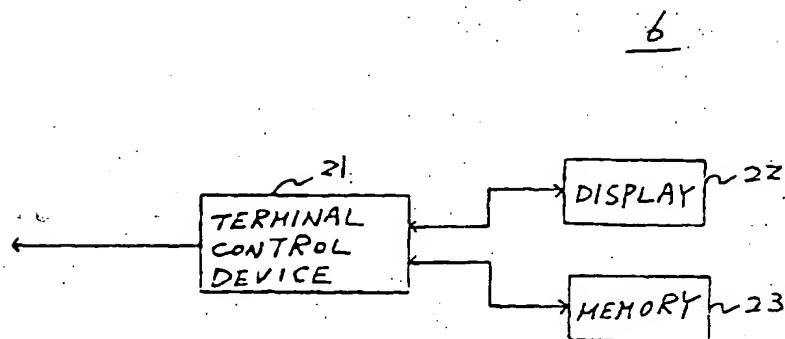 6
21
TERMINAL
CONTROL
DEVICE
DISPLAY
22
MEMORY
23